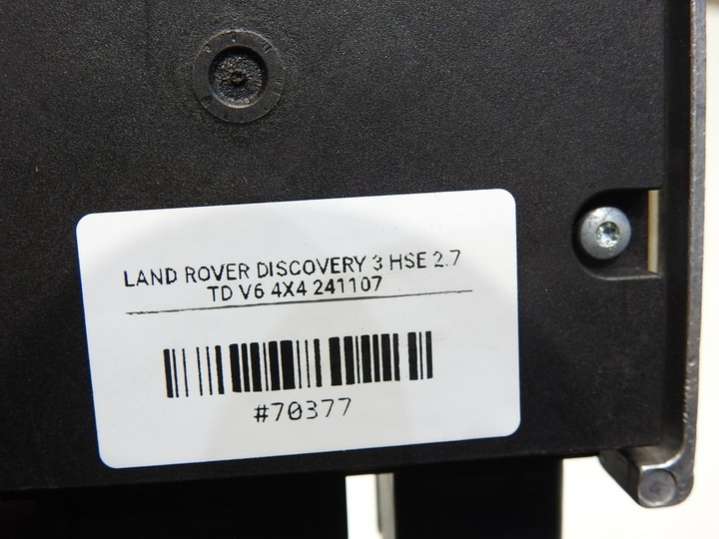 LAND ROVER DISCOVERY 3 HSE 2.7
TD V6 4X4 241107
#70377